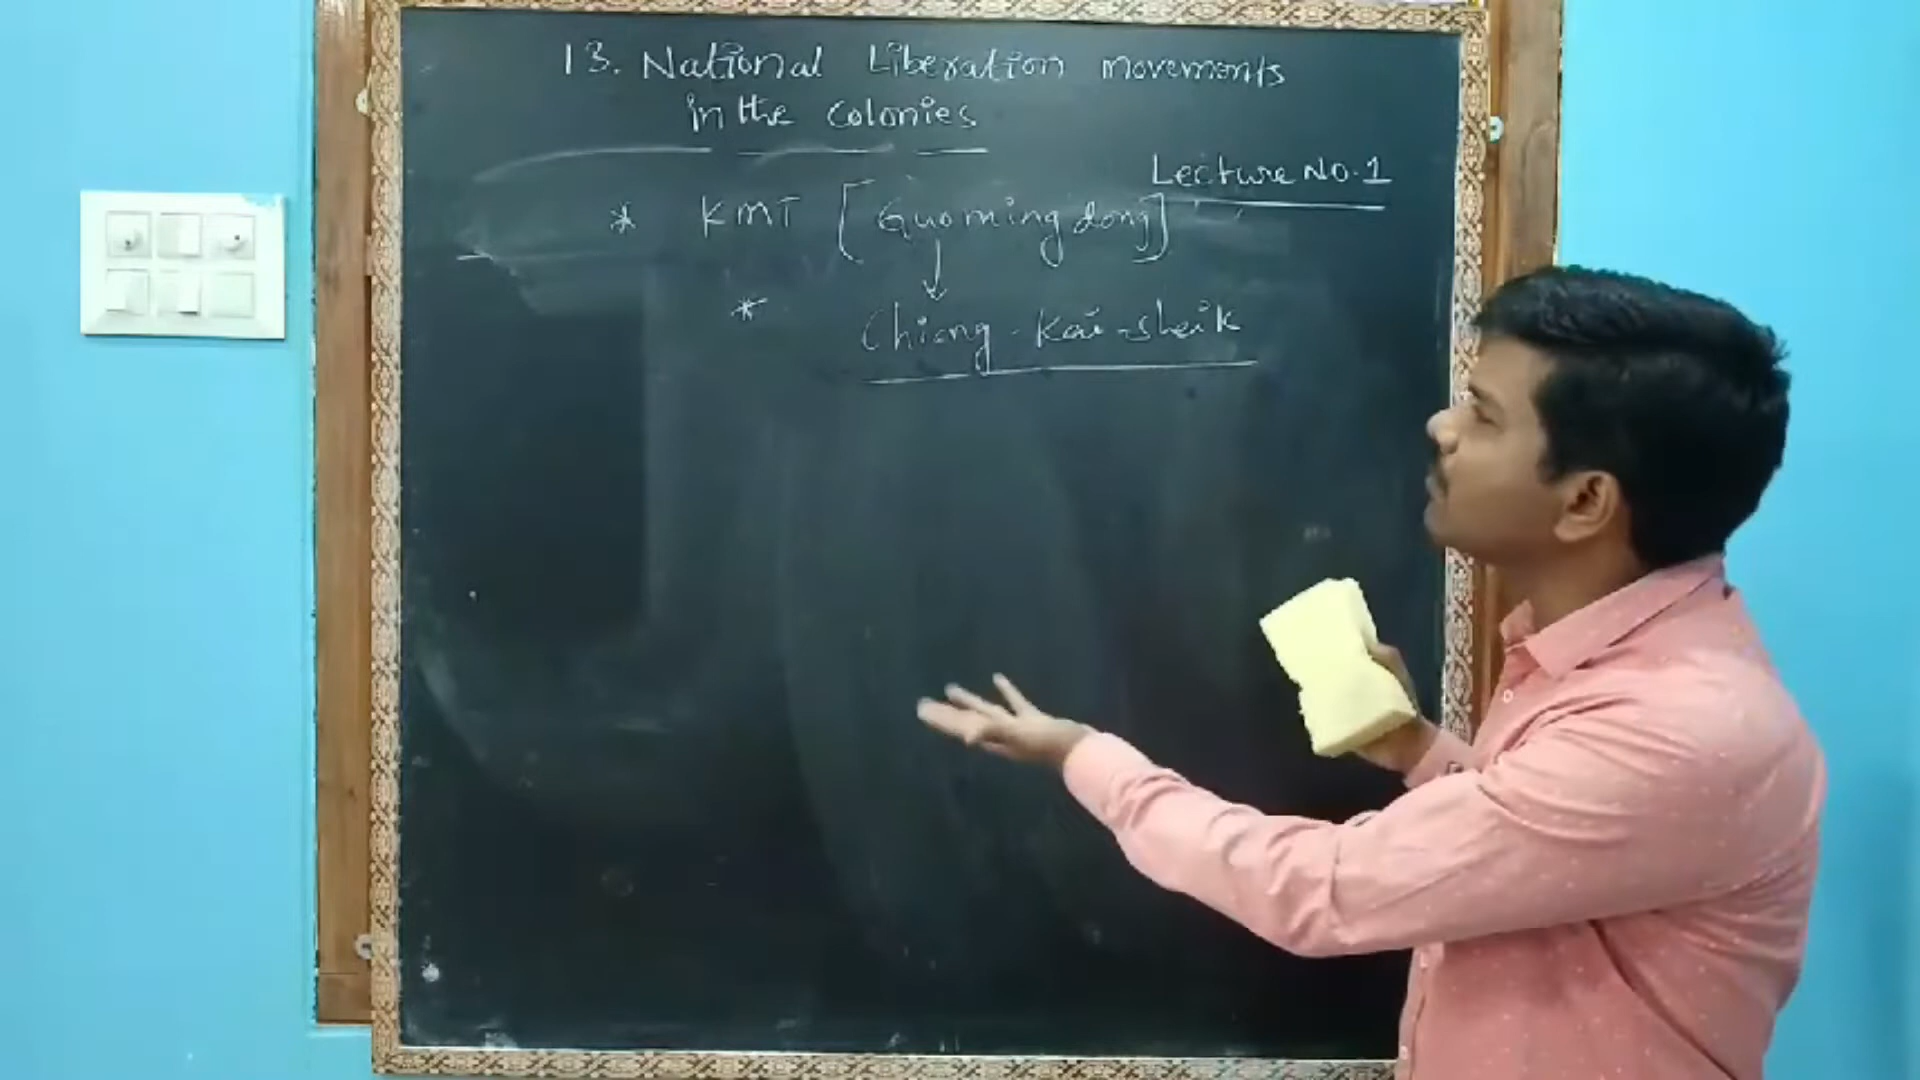 13. National Liberation movements
in the colonies
Lecture No.1
* KMT [Guomingdong]
* Chiang-Kai-sheik